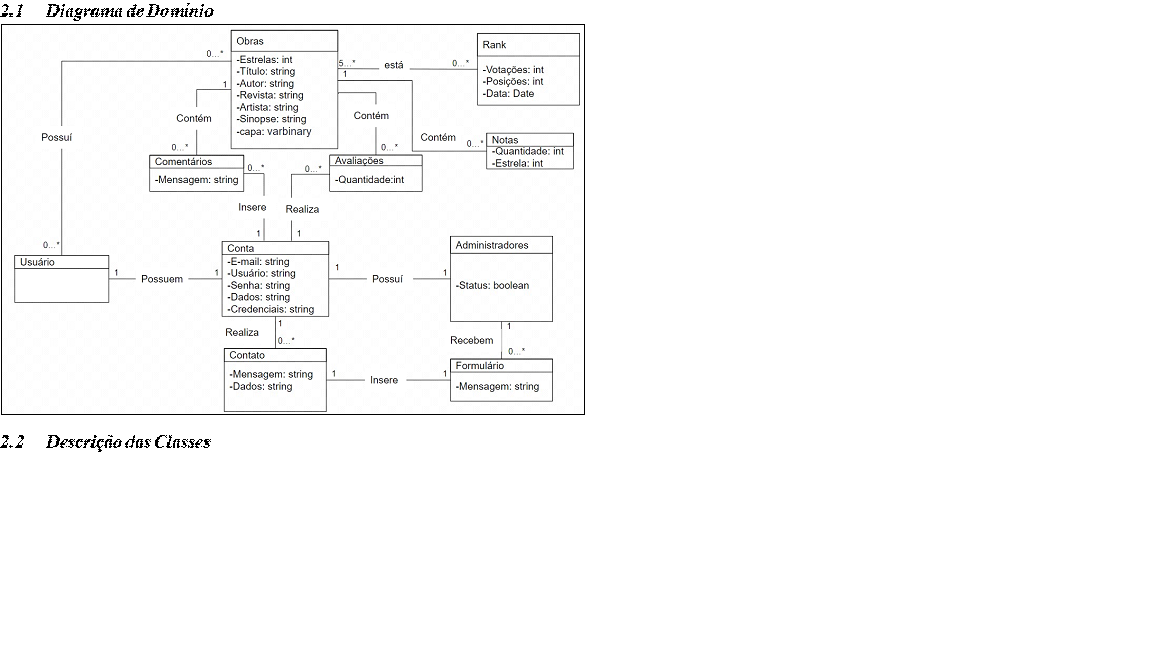 2.1 Diagrama de Domínio
Obras
-Estrelas: int
-Título: string
-Autor: string
-Revista: string
-Artista: string
-Sinopse: string
-capa: varbinary
Rank
-Votações: int
-Posições: int
-Data: Date
0...*
5...*
está
0...*
1
1
Contém
Contém
Possuí
Contém
0...*
0...*
0...*
Notas
-Quantidade: int
-Estrela: int
Comentários
-Mensagem: string
0...*
0...*
Avaliações
-Quantidade:int
Insere
Realiza
1
1
0...*
Usuário
1
Possuem
1
Conta
-E-mail: string
-Usuário: string
-Senha: string
-Dados: string
-Credenciais: string
1
Possuí
1
Administradores
-Status: boolean
1
Realiza
0...*
1
Recebem
0...*
Contato
-Mensagem: string
-Dados: string
1
Insere
1
Formulário
-Mensagem: string
2.2 Descrição das Classes